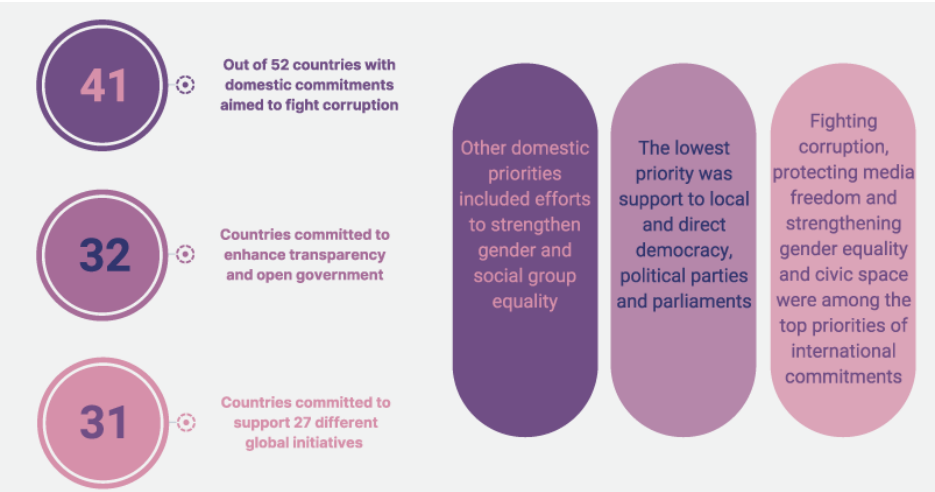 41
Out of 52 countries with
domestic commitments
aimed to fight corruption
32
Countries committed to
enhance transparency
and open government
31
Countries committed to
support 27 different
global initiatives
Other domestic
priorities
included efforts
to strengthen
gender and
social group
equality
The lowest
priority was
support to local
and direct
democracy,
political parties
and parliaments
Fighting
corruption,
protecting media
freedom and
strengthening
gender equality
and civic space
were among the
top priorities of
international
commitments